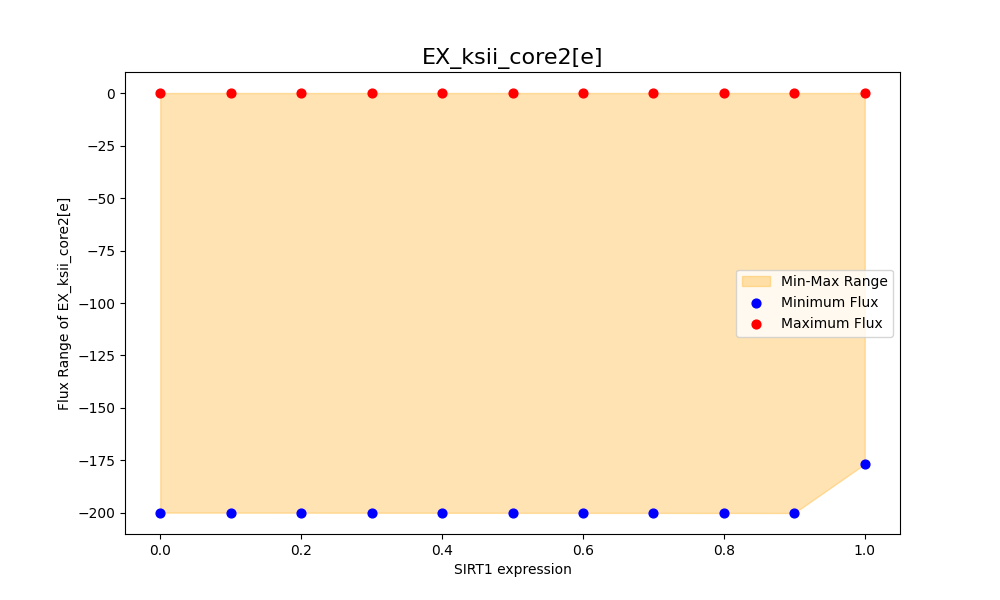 EX_ksii_core2[e]
Flux Range of EX_ksii_core2[e]
0
−25
−50
−75
−100
−125
−150
−175
−200
Min-Max Range
Minimum Flux
Maximum Flux
0.0 0.2 0.4 0.6 0.8 1.0
SIRT1 expression